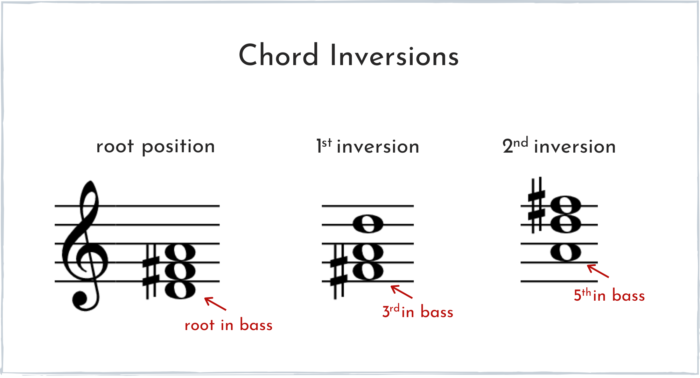 Chord Inversions
root position
1st inversion
2nd inversion
root in bass
3rd in bass
5th in bass